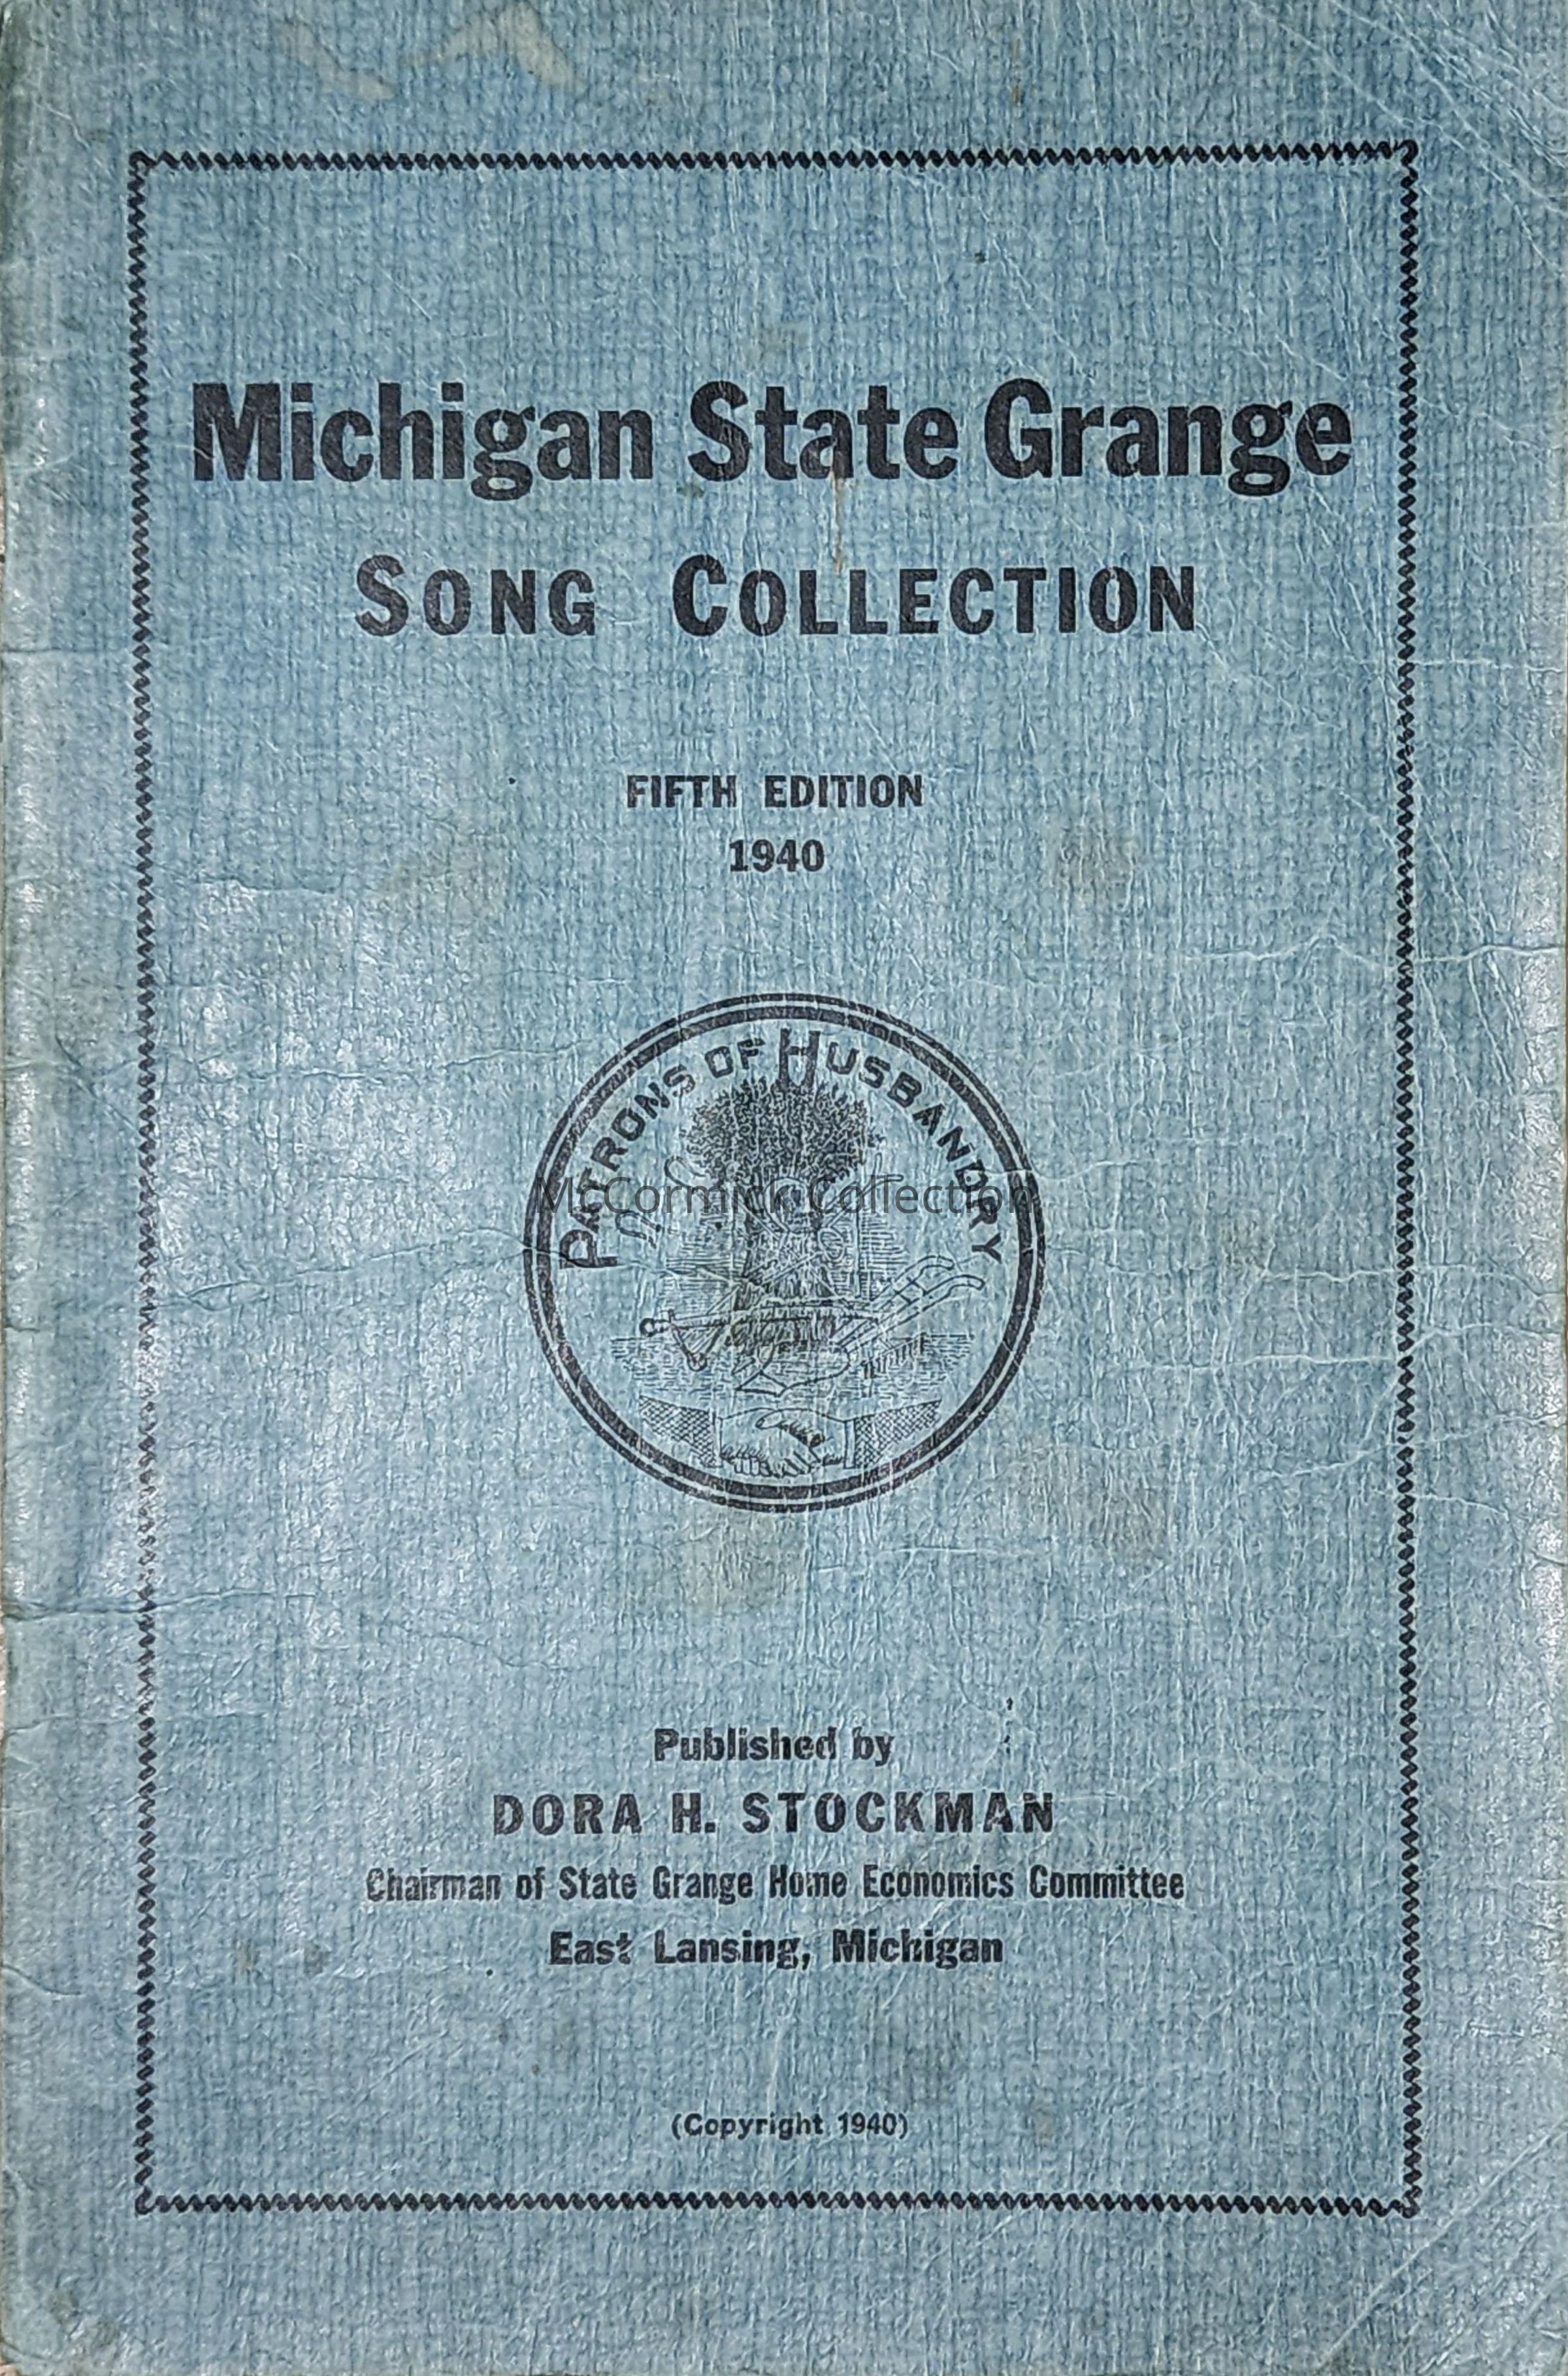 Michigan State Grange
SONG COLLECTION
FIFTH EDITION
1940
PATRONS OF HUSBANDRY
McCormick Collection
Published by
DORA H. STOCKMAN
Chairman of State Grange Home Economics Committee
East Lansing, Michigan
(Copyright 1940)